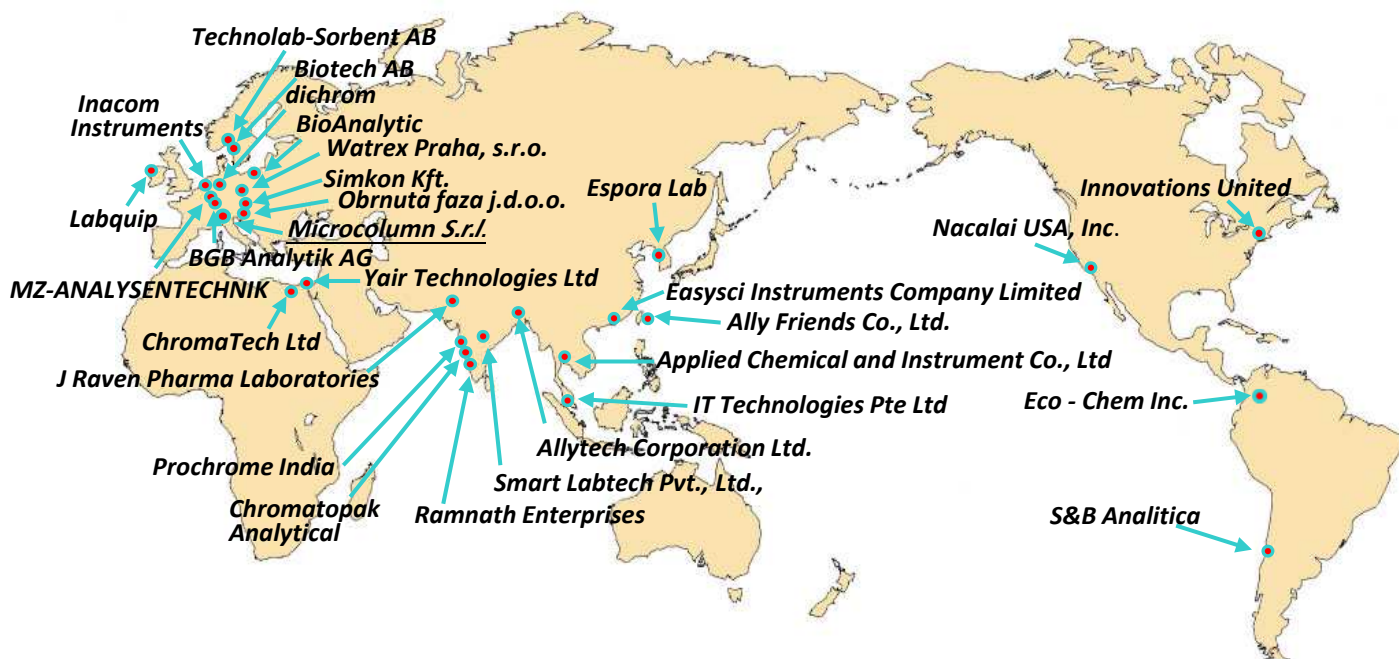 Technolab-Sorbent AB
Biotech AB
dichrom
Inacom
Instruments
BioAnalytic
Watrex Praha, s.r.o.
Simkon Kft.
Espora Lab
Innovations United
Obrnuta faza j.d.o.o.
Labquip
Microcolumn S.r.l.
Nacalai USA, Inc.
BGB Analytik AG
Yair Technologies Ltd
MZ-ANALYSENTECHNIK
Easysci Instruments Company Limited
Ally Friends Co., Ltd.
ChromaTech Ltd
Applied Chemical and Instrument Co., Ltd
J Raven Pharma Laboratories
IT Technologies Pte Ltd
Eco - Chem Inc.
Allytech Corporation Ltd.
Prochrome India
Smart Labtech Pvt., Ltd.,
Chromatopak
Analytical
Ramnath Enterprises
S&B Analitica